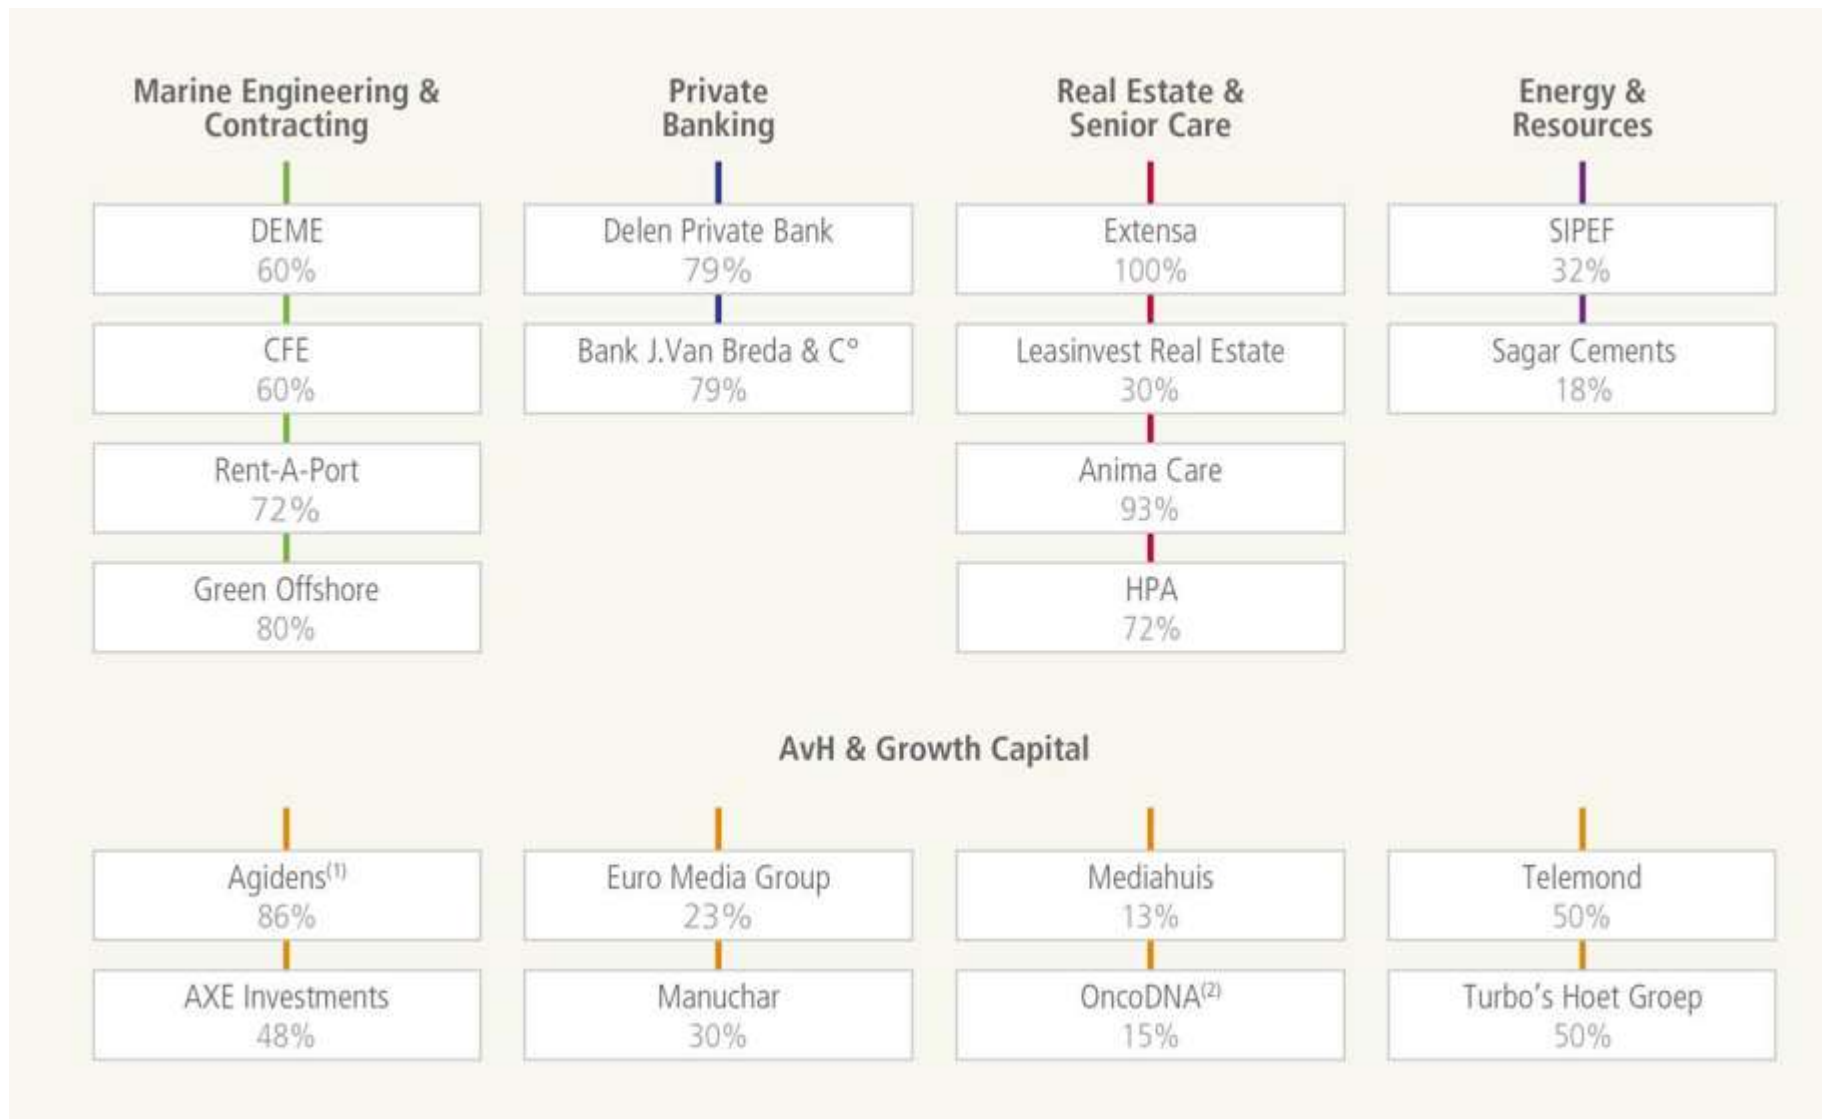 Marine Engineering &
Contracting
DEME
60%
CFE
60%
Rent-A-Port
72%
Green Offshore
80%
Private
Banking
Delen Private Bank
79%
Bank J.Van Breda & C°
79%
Real Estate &
Senior Care
Extensa
100%
Leasinvest Real Estate
30%
Anima Care
93%
HPA
72%
Energy &
Resources
SIPEF
32%
Sagar Cements
18%
AvH & Growth Capital
Agidens(1)
86%
AXE Investments
48%
Euro Media Group
23%
Manuchar
30%
Mediahuis
13%
OncoDNA(2)
15%
Telemond
50%
Turbo's Hoet Groep
50%